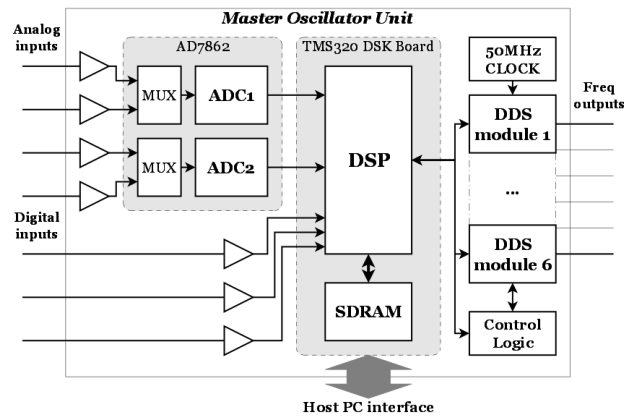 Master Oscillator Unit
Analog
inputs
AD7862
TMS320 DSK Board
50MHz
CLOCK
MUX
ADC1
Freq
outputs
DDS
module 1
MUX
ADC2
DSP
...
Digital
inputs
DDS
module 6
SDRAM
Control
Logic
Host PC interface